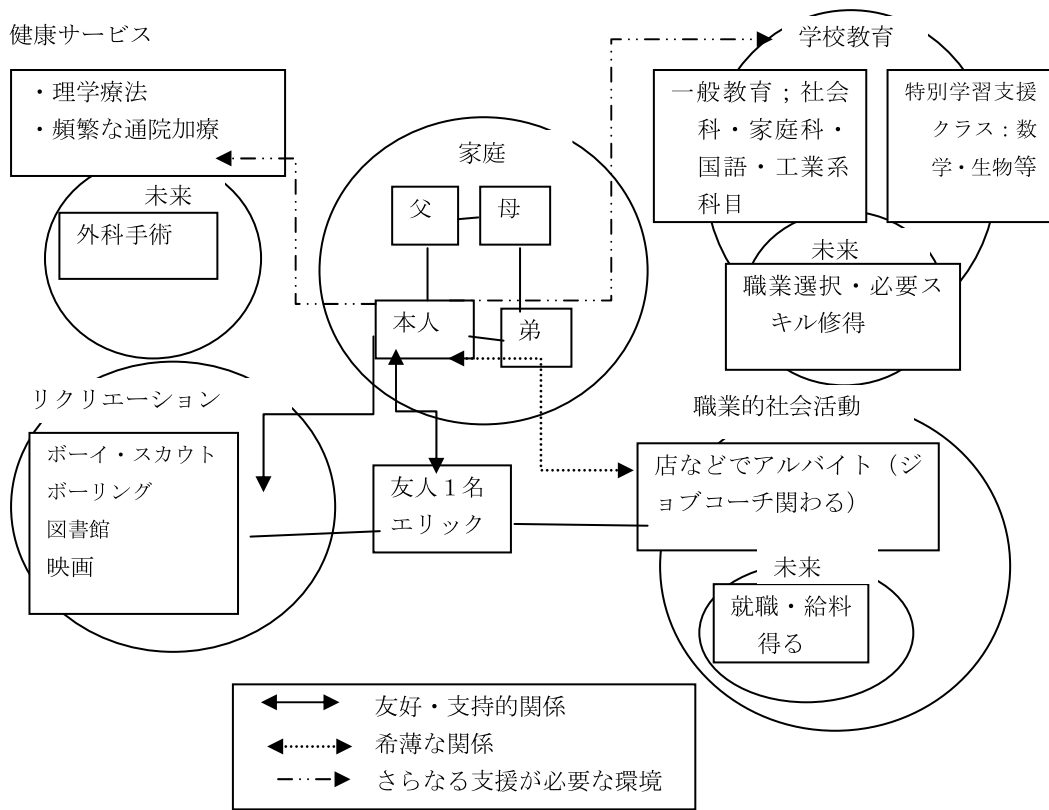 健康サービス
・理学療法
・頻繁な通院加療
未来
外科手術
家庭
父
母
本人
弟
学校教育
一般教育；社会
科・家庭科・
国語・工業系
科目
特別学習支援
クラス：数
学・生物等
未来
職業選択・必要ス
キル修得
リクリエーション
ボーイ・スカウト
ボーリング
図書館
映画
友人１名
エリック
職業的社会活動
店などでアルバイト（ジ
ョブコーチ関わる）
未来
就職・給料
得る
友好・支持的関係
希薄な関係
さらなる支援が必要な環境